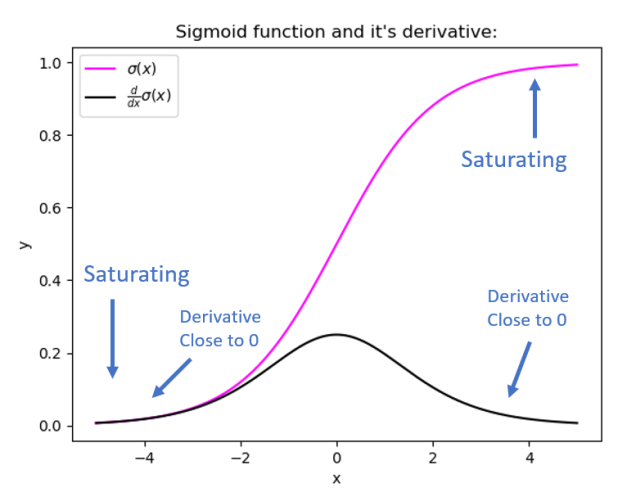 Sigmoid function and it's derivative:
σ(x)
d/dx σ(x)
1.0
0.8
0.6
0.4
0.2
0.0
y
Saturating
Saturating
Derivative
Close to 0
Derivative
Close to 0
−4
−2
0
2
4
x